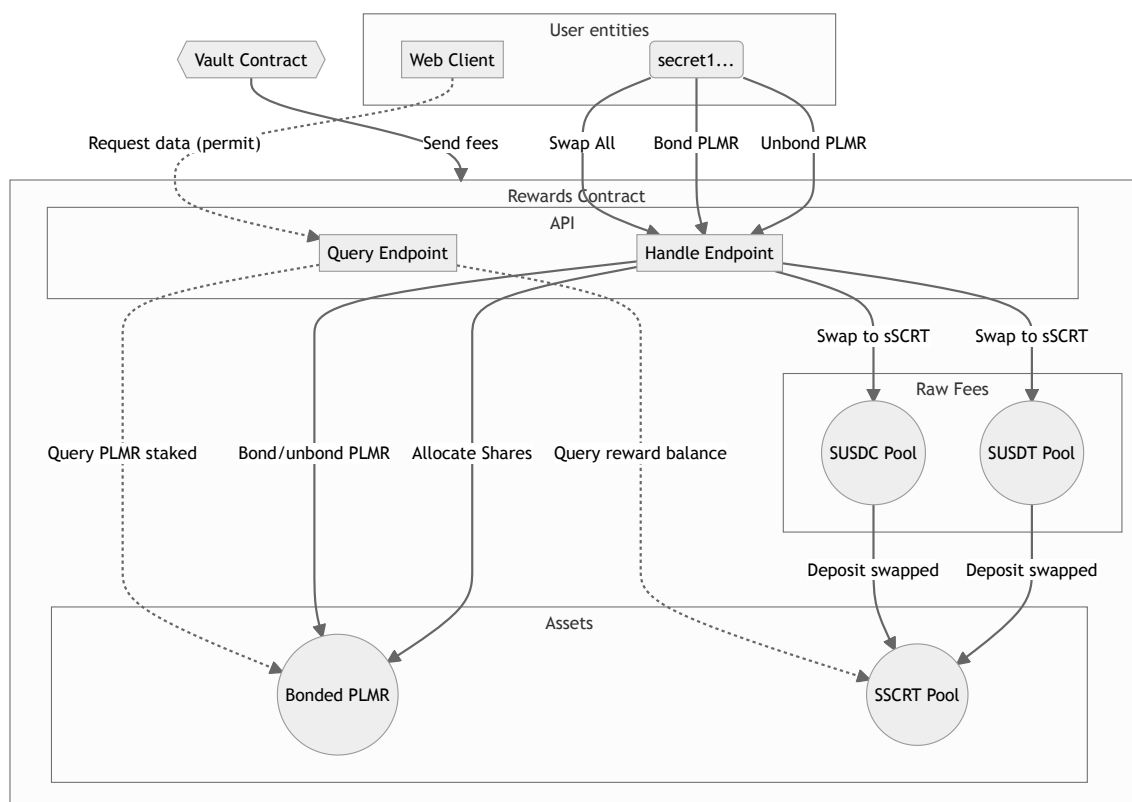 User entities
Vault Contract
Web Client
secret1...
Request data (permit)
Send fees
Swap All
Bond PLMR
Unbond PLMR
Rewards Contract
API
Query Endpoint
Handle Endpoint
Swap to sSCRT
Swap to sSCRT
Raw Fees
Query PLMR staked
Bond/unbond PLMR
Allocate Shares
Query reward balance
SUSDC Pool
SUSDT Pool
Deposit swapped
Deposit swapped
Assets
Bonded PLMR
SSCRT Pool